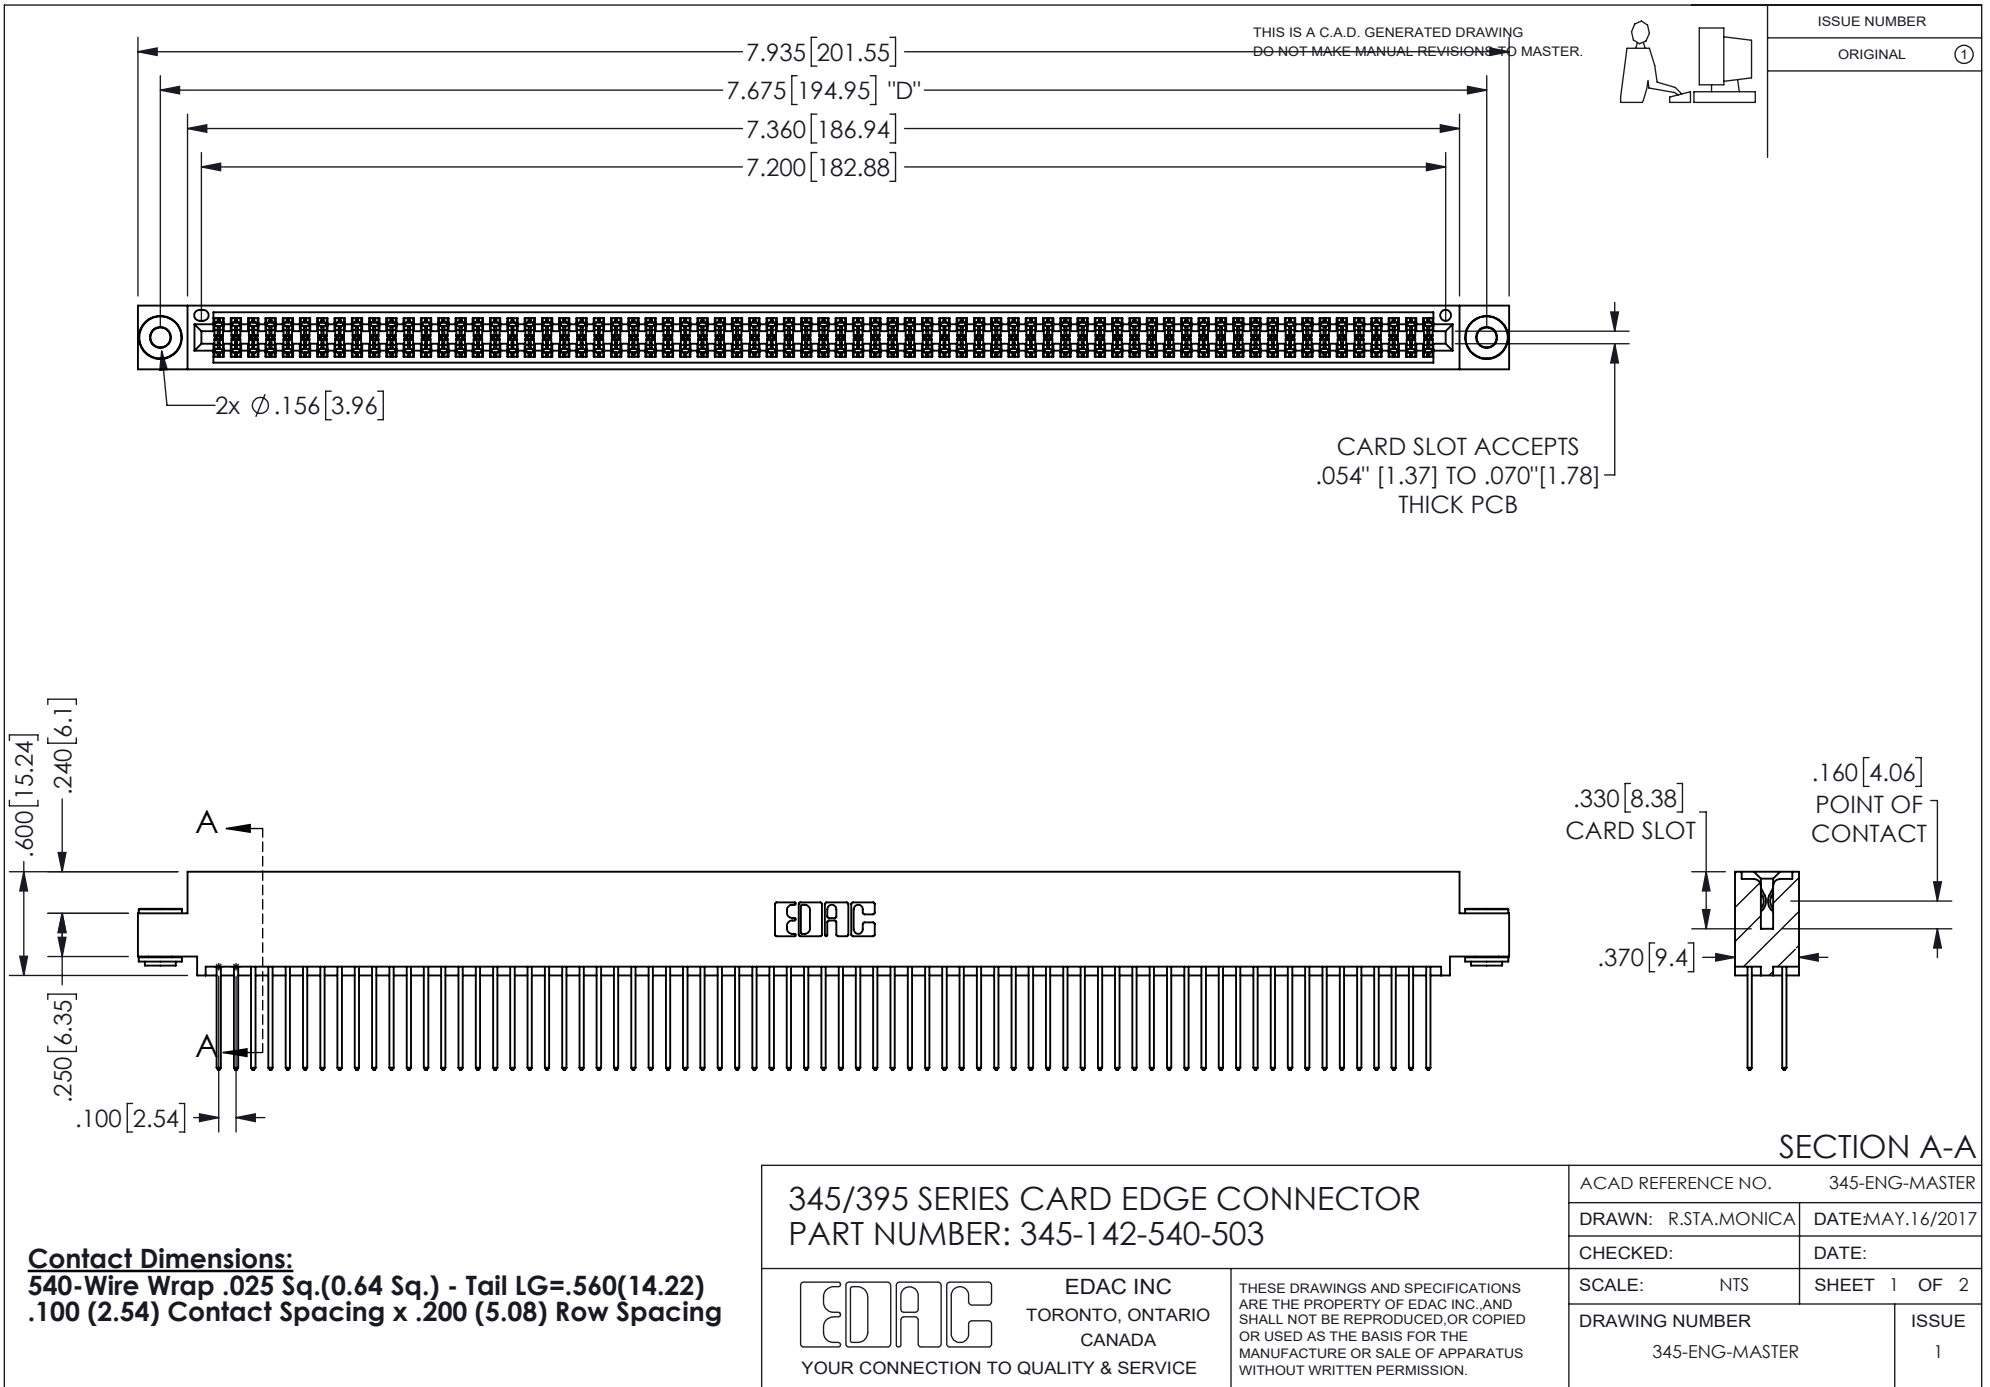 THIS IS A C.A.D. GENERATED DRAWING
DO NOT MAKE MANUAL REVISIONS TO MASTER.
ISSUE NUMBER
ORIGINAL 1
7.935[201.55]
7.675[194.95] "D"
7.360[186.94]
7.200[182.88]
2x Ø.156[3.96]
CARD SLOT ACCEPTS
.054" [1.37] TO .070"[1.78]
THICK PCB
.600[15.24]
.240[6.1]
.250[6.35]
.100[2.54]
A
A
EDAC
.330[8.38]
CARD SLOT
.160[4.06]
POINT OF
CONTACT
.370[9.4]
SECTION A-A
Contact Dimensions:
540-Wire Wrap .025 Sq.(0.64 Sq.) - Tail LG=.560(14.22)
.100 (2.54) Contact Spacing x .200 (5.08) Row Spacing
345/395 SERIES CARD EDGE CONNECTOR
PART NUMBER: 345-142-540-503
EDAC
EDAC INC
TORONTO, ONTARIO
CANADA
YOUR CONNECTION TO QUALITY & SERVICE
THESE DRAWINGS AND SPECIFICATIONS
ARE THE PROPERTY OF EDAC INC.,AND
SHALL NOT BE REPRODUCED,OR COPIED
OR USED AS THE BASIS FOR THE
MANUFACTURE OR SALE OF APPARATUS
WITHOUT WRITTEN PERMISSION.
ACAD REFERENCE NO. 345-ENG-MASTER
DRAWN: R.STA.MONICA DATE:MAY.16/2017
CHECKED: DATE:
SCALE: NTS SHEET 1 OF 2
DRAWING NUMBER ISSUE
345-ENG-MASTER 1